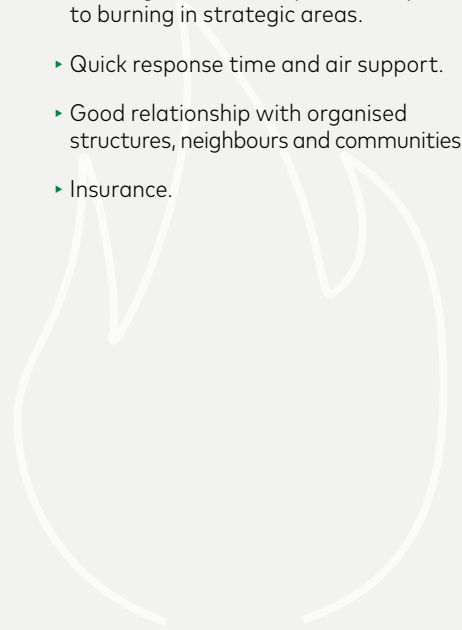 to burning in strategic areas.
‣ Quick response time and air support.
‣ Good relationship with organised
structures, neighbours and communities
‣ Insurance.